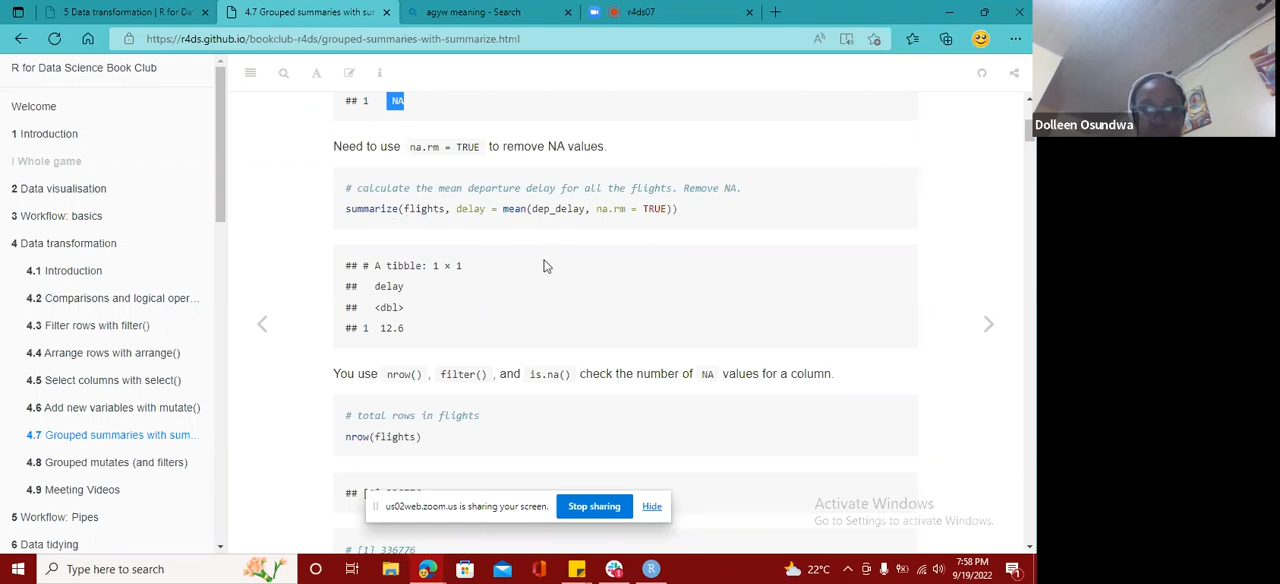 5 Data transformation | R for Dat
4.7 Grouped summaries with sum
agyw meaning - Search
r4ds07
https://r4ds.github.io/bookclub-r4ds/grouped-summaries-with-summarize.html
R for Data Science Book Club
Welcome
1 Introduction
I Whole game
2 Data visualisation
3 Workflow: basics
4 Data transformation
4.1 Introduction
4.2 Comparisons and logical oper...
4.3 Filter rows with filter()
4.4 Arrange rows with arrange()
4.5 Select columns with select()
4.6 Add new variables with mutate()
4.7 Grouped summaries with sum...
4.8 Grouped mutates (and filters)
4.9 Meeting Videos
5 Workflow: Pipes
6 Data tidying
## 1 NA
Need to use na.rm = TRUE to remove NA values.
# calculate the mean departure delay for all the flights. Remove NA.
summarize(flights, delay = mean(dep_delay, na.rm = TRUE))
## # A tibble: 1 × 1
## delay
## <dbl>
## 1 12.6
You use nrow() , filter() , and is.na() check the number of NA values for a column.
# total rows in flights
nrow(flights)
## [1] 336776
us02web.zoom.us is sharing your screen.
Stop sharing
Hide
# [1] 336776
Activate Windows
Go to Settings to activate Windows.
Dolleen Osundwa
Type here to search
22°C
7:58 PM
9/19/2022
1